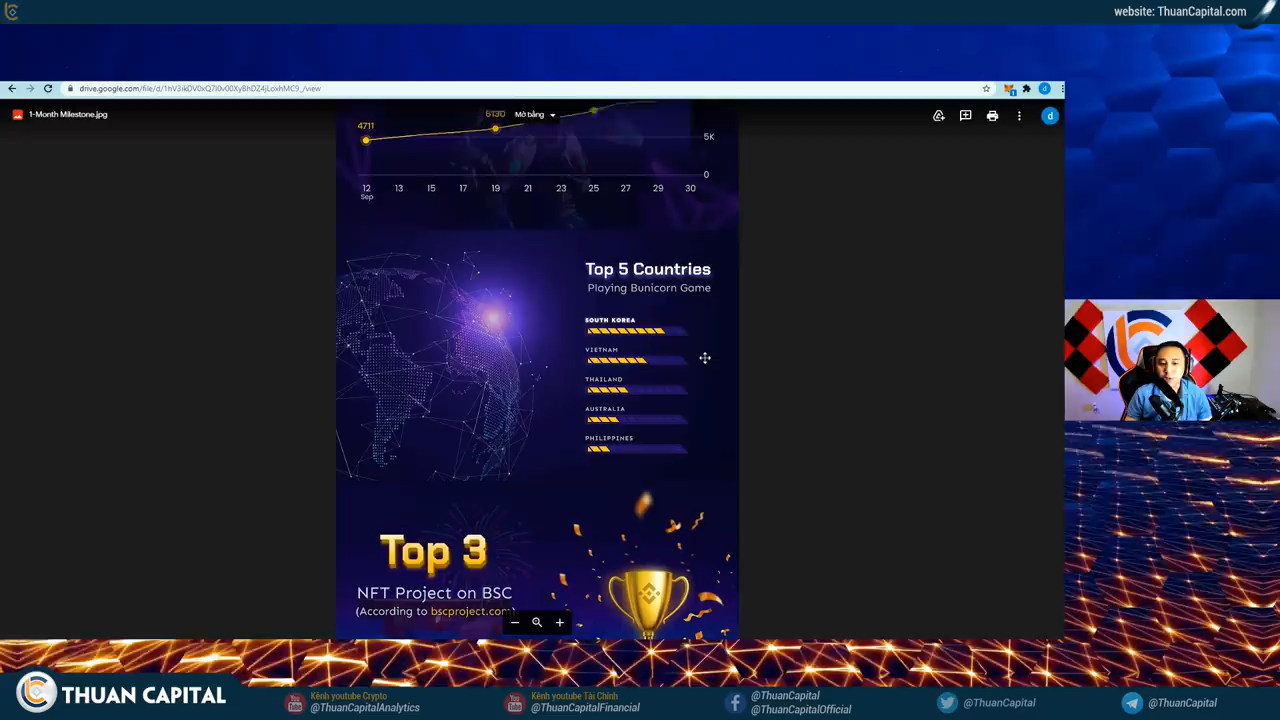 website: ThuanCapital.com
drive.google.com/file/d/1hV3ikDV0xQ7l0v00XyBhDZ4jLoxhMC9_/view
1-Month Milestone.jpg
Mở bằng
4711
5130
5K
0
12 13 15 17 19 21 23 25 27 29 30
Sep
Top 5 Countries
Playing Bunicorn Game
SOUTH KOREA
VIETNAM
THAILAND
AUSTRALIA
PHILIPPINES
Top 3
NFT Project on BSC
(According to bscproject.com)
THUAN CAPITAL
Kênh youtube Crypto
@ThuanCapitalAnalytics
Kênh youtube Tài Chính
@ThuanCapitalFinancial
@ThuanCapital
@ThuanCapitalOfficial
@ThuanCapital
@ThuanCapital